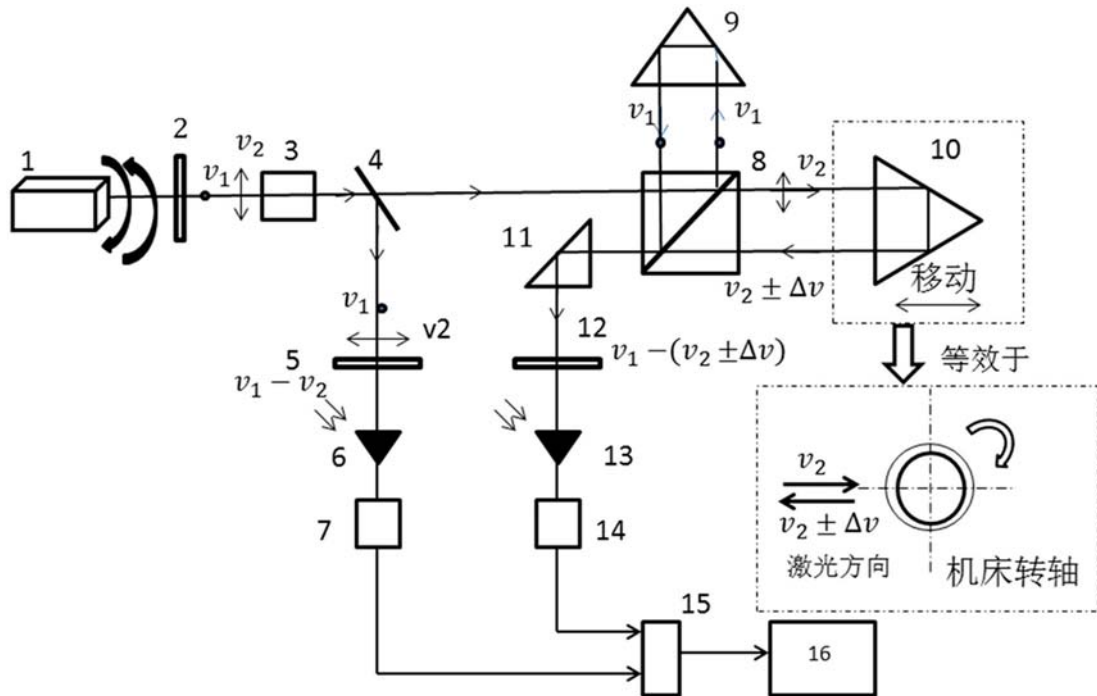 9
v₁ v₁
2
v₂
1
v₁
3
4
8
v₂
10
11
v₂ ± Δv
移动
v₁
v2
12
v₁ − (v₂ ± Δv)
等效于
5
v₁ − v₂
6
13
v₂
v₂ ± Δv
7
14
激光方向
机床转轴
15
16